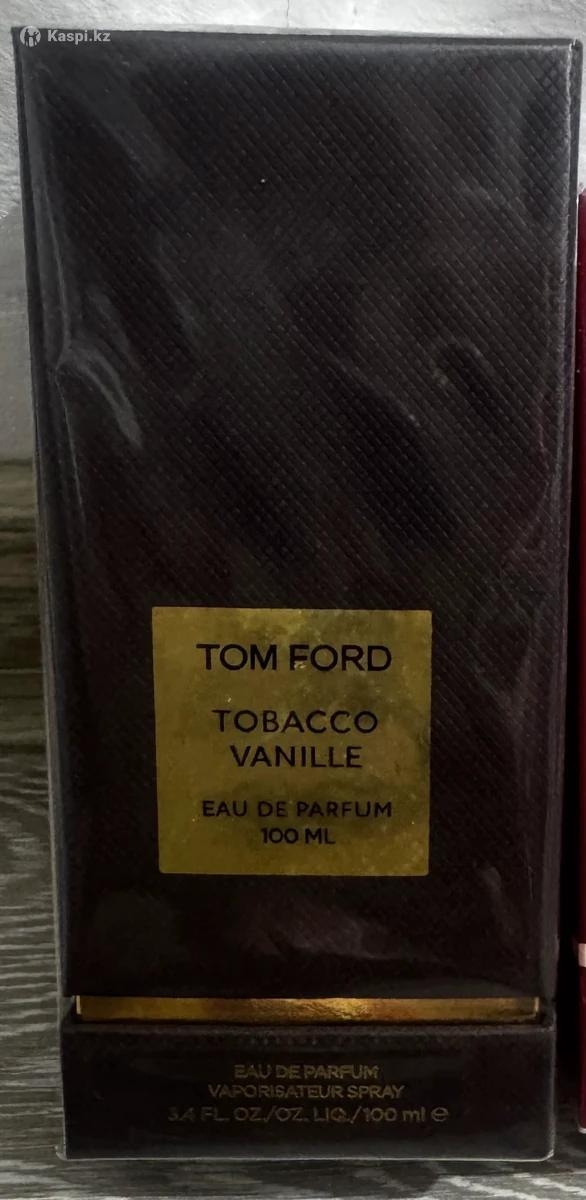 Kaspi.kz
TOM FORD
TOBACCO
VANILLE
EAU DE PARFUM
100 ML
EAU DE PARFUM
VAPORISATEUR SPRAY
3.4 FL. OZ./OZ. LIQ./100 ml ℮